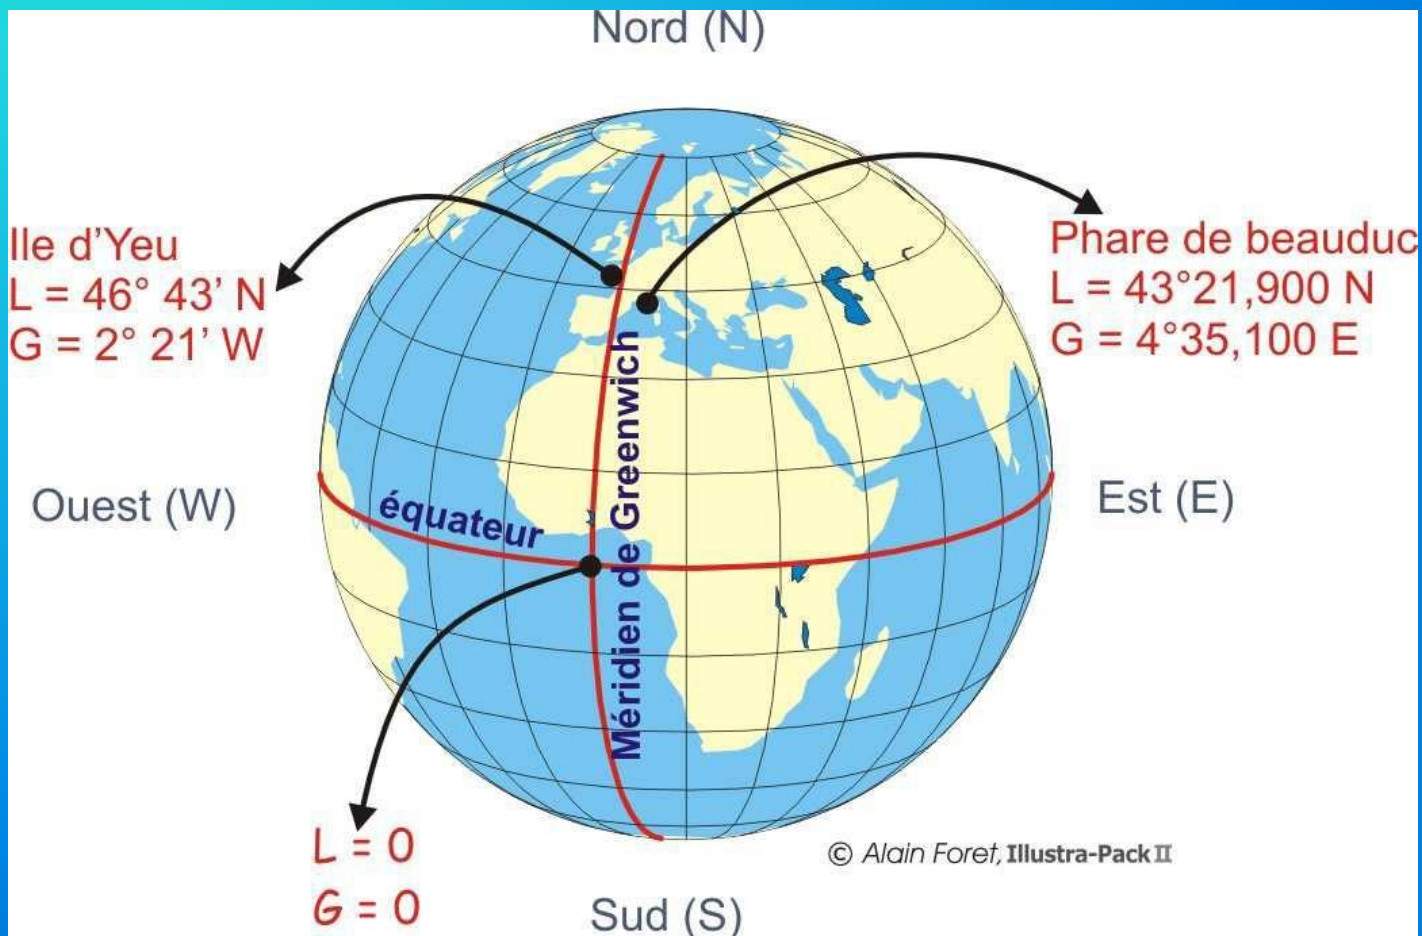 Nord (N)
Ile d'Yeu
L = 46° 43' N
G = 2° 21' W
Phare de beauduc
L = 43°21,900 N
G = 4°35,100 E
Méridien de Greenwich
Ouest (W)
équateur
Est (E)
L = 0
G = 0
© Alain Foret, Illustra-Pack II
Sud (S)